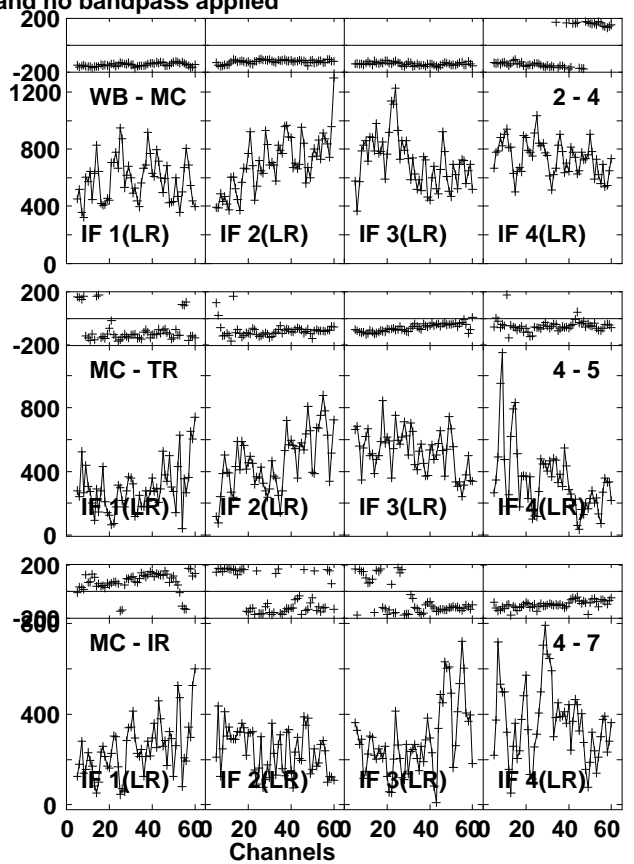 and no bandpass applied
200
-200
1200 WB - MC 2 - 4
800
400
IF 1(LR) IF 2(LR) IF 3(LR) IF 4(LR)
0
200
-200
MC - TR 4 - 5
800
400
IF 1(LR) IF 2(LR) IF 3(LR) IF 4(LR)
0
200
-200
800
MC - IR 4 - 7
400
IF 1(LR) IF 2(LR) IF 3(LR) IF 4(LR)
0
0 20 40 60 0 20 40 60 0 20 40 60 0 20 40 60
Channels